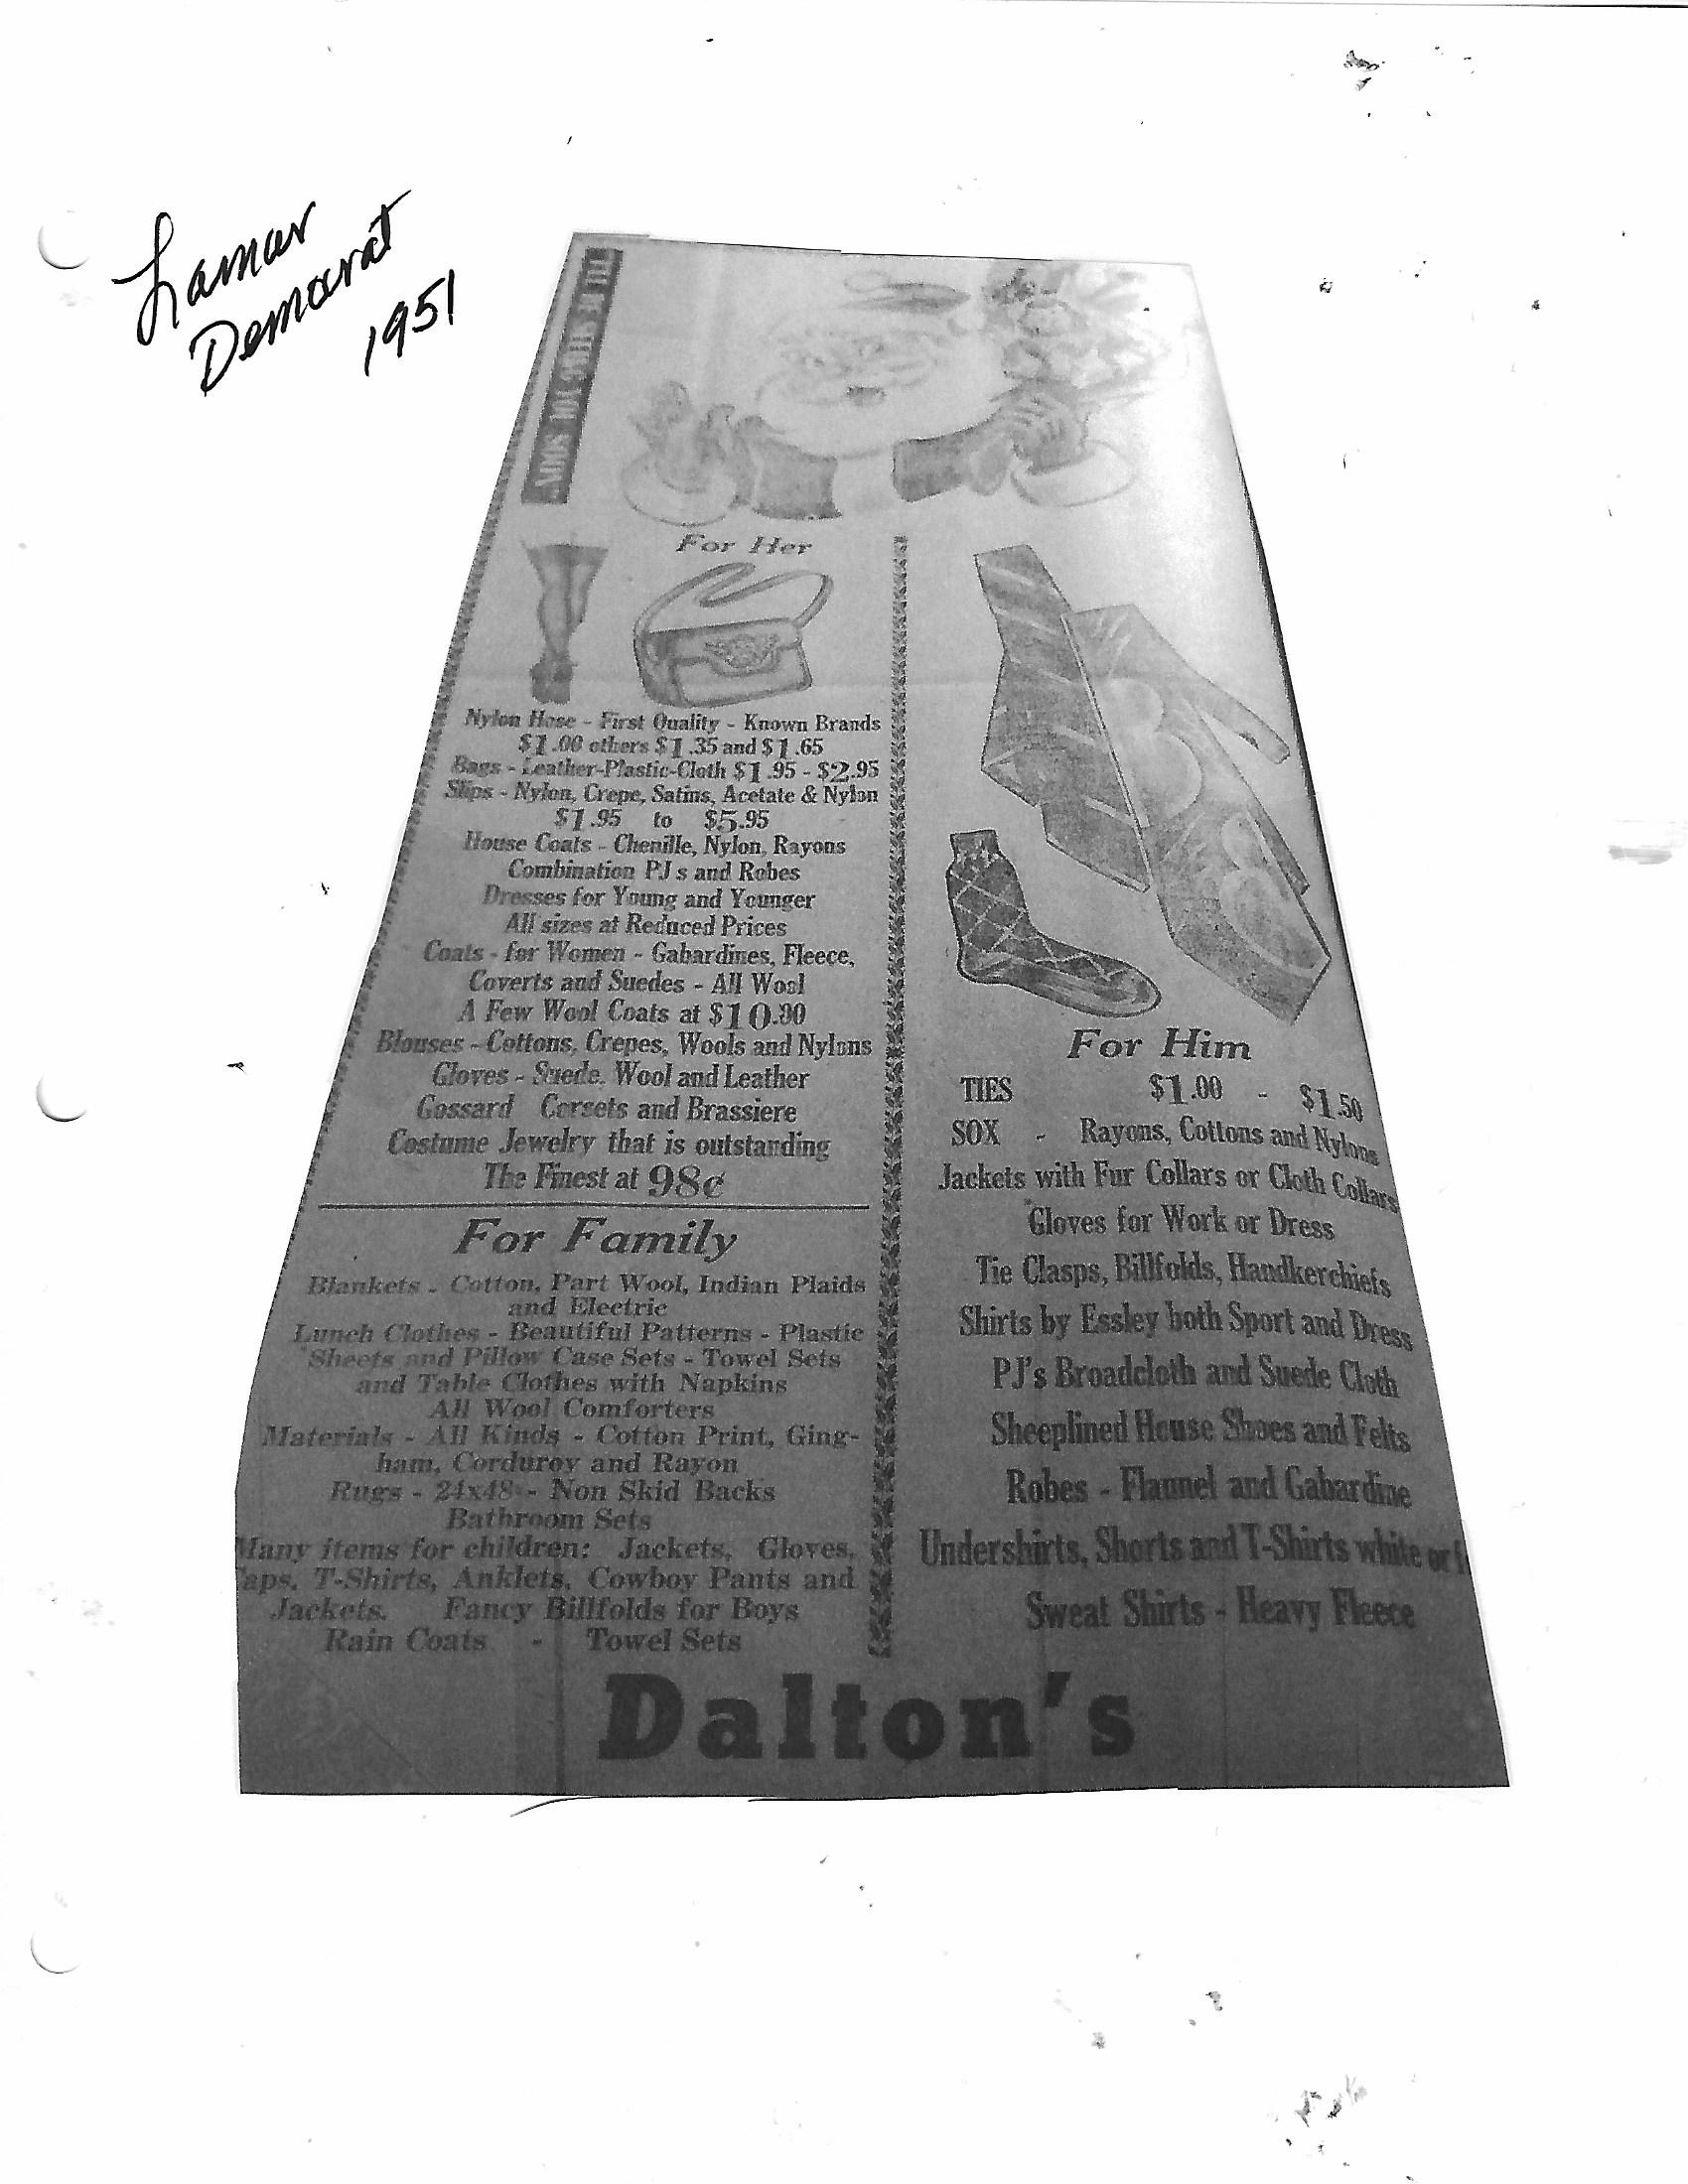 Lamar
Democrat
1951
For Her
Nylon Hose - First Quality - Known Brands
$1.00 others $1.35 and $1.65
Bags - Leather-Plastic-Cloth $1.95 - $2.95
Slips - Nylon, Crepe, Satins, Acetate & Nylon
$1.95 to $5.95
House Coats - Chenille, Nylon, Rayons
Combination PJ s and Robes
Dresses for Young and Younger
All sizes at Reduced Prices
Coats - for Women - Gabardines, Fleece,
Coverts and Suedes - All Wool
A Few Wool Coats at $10.00
Blouses - Cottons, Crepes, Wools and Nylons
Gloves - Suede, Wool and Leather
Gossard Corsets and Brassiere
Costume Jewelry that is outstanding
The Finest at 98¢
For Family
Blankets - Cotton, Part Wool, Indian Plaids
and Electric
Lunch Clothes - Beautiful Patterns - Plastic
Sheets and Pillow Case Sets - Towel Sets
and Table Clothes with Napkins
All Wool Comforters
Materials - All Kinds - Cotton Print, Ging-
ham, Corduroy and Rayon
Rugs - 24x48 - Non Skid Backs
Bathroom Sets
Many items for children: Jackets, Gloves,
aps, T-Shirts, Anklets, Cowboy Pants and
Jackets. Fancy Billfolds for Boys
Rain Coats - Towel Sets
For Him
TIES $1.00 - $1.50
SOX - Rayons, Cottons and Nylons
Jackets with Fur Collars or Cloth Collars
Gloves for Work or Dress
Tie Clasps, Billfolds, Handkerchiefs
Shirts by Essley both Sport and Dress
PJ's Broadcloth and Suede Cloth
Sheeplined House Shoes and Felts
Robes - Flannel and Gabardine
Undershirts, Shorts and T-Shirts white or
Sweat Shirts - Heavy Fleece
Dalton's